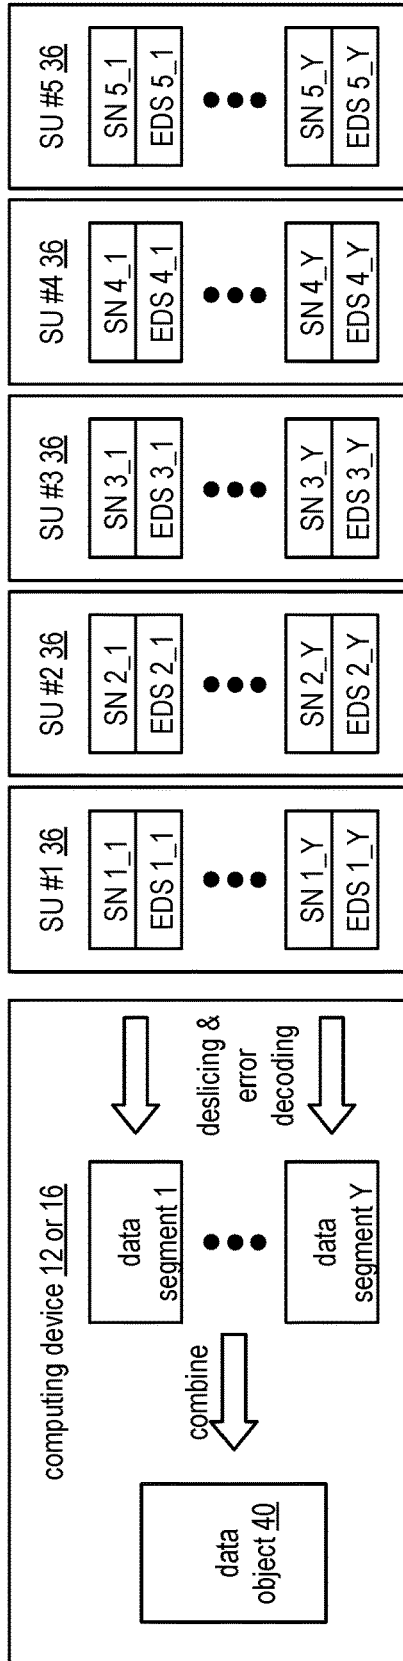 computing device 12 or 16
data
object 40
combine
data
segment 1
data
segment Y
deslicing &
error
decoding
SU #1 36
SN 1_1
EDS 1_1
SN 1_Y
EDS 1_Y
SU #2 36
SN 2_1
EDS 2_1
SN 2_Y
EDS 2_Y
SU #3 36
SN 3_1
EDS 3_1
SN 3_Y
EDS 3_Y
SU #4 36
SN 4_1
EDS 4_1
SN 4_Y
EDS 4_Y
SU #5 36
SN 5_1
EDS 5_1
SN 5_Y
EDS 5_Y